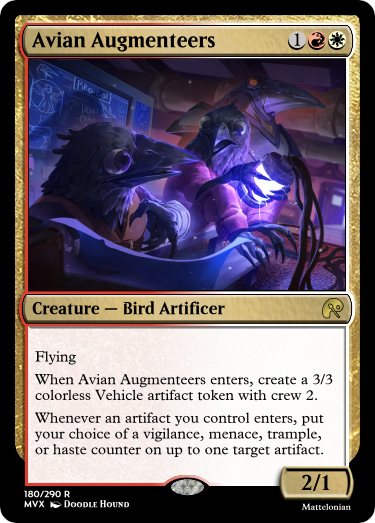 Avian Augmenteers
1
Creature — Bird Artificer
Flying
When Avian Augmenteers enters, create a 3/3
colorless Vehicle artifact token with crew 2.
Whenever an artifact you control enters, put
your choice of a vigilance, menace, trample,
or haste counter on up to one target artifact.
2/1
180/290 R
MVX DOODLE HOUND
Mattelonian